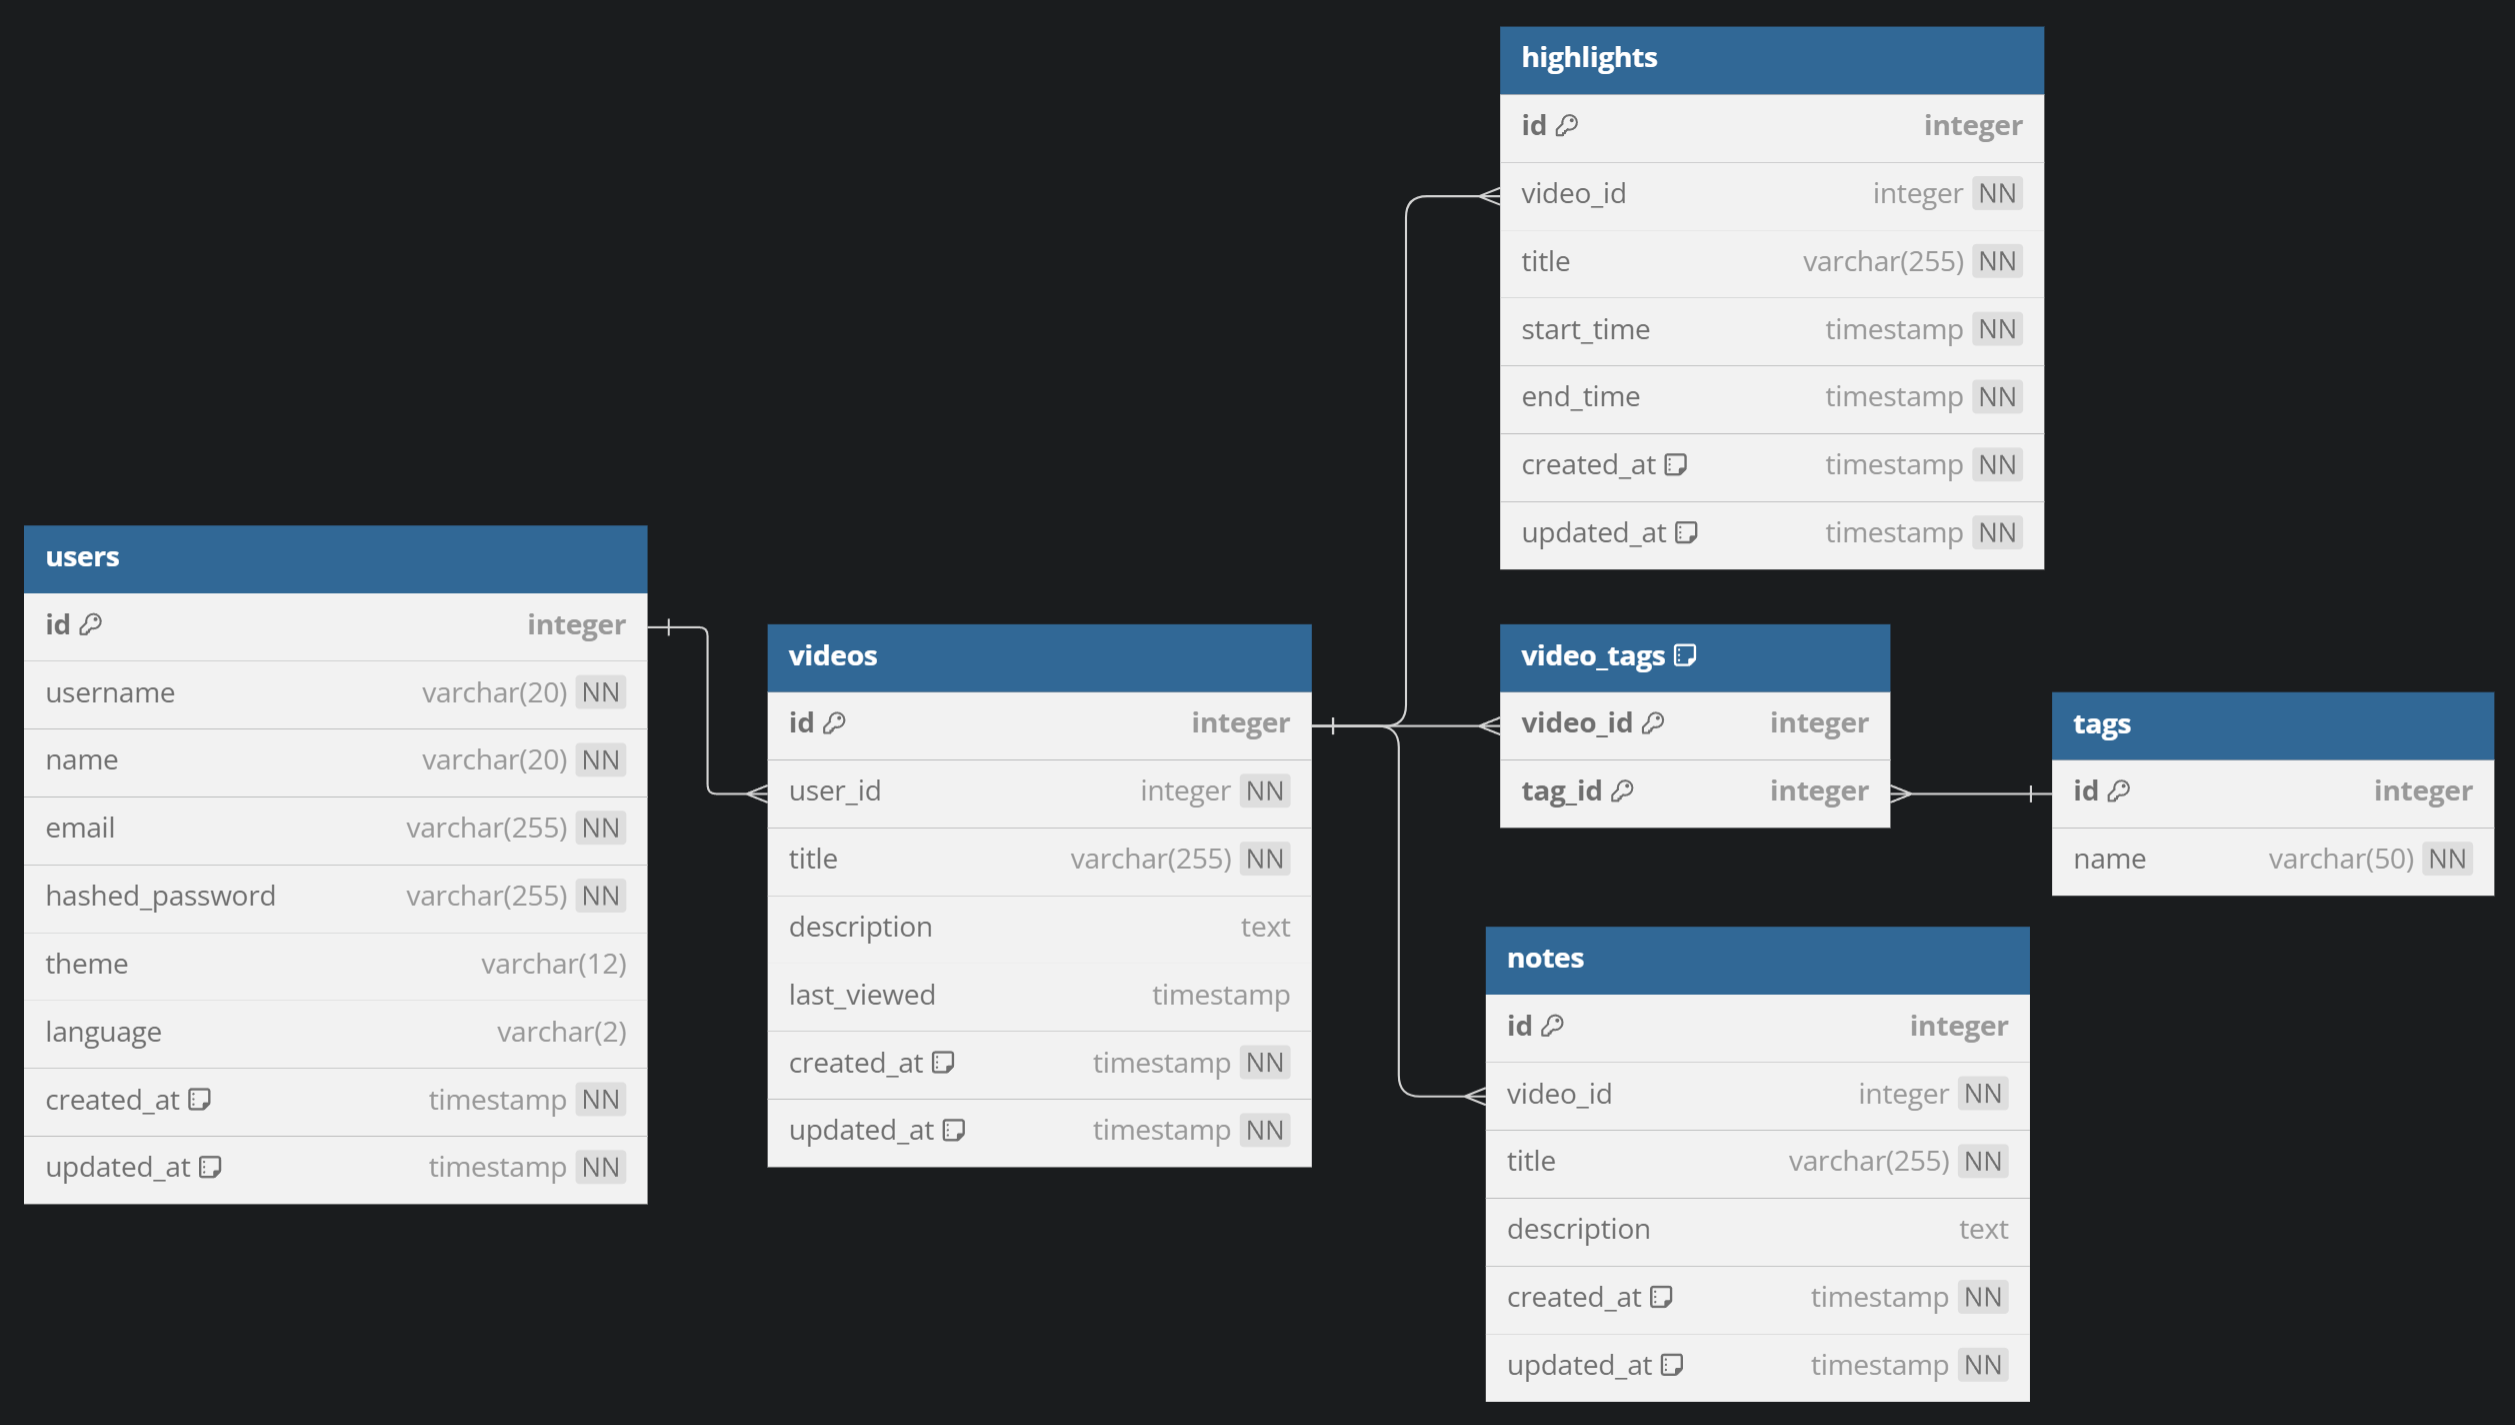 highlights
id integer
video_id integer NN
title varchar(255) NN
start_time timestamp NN
end_time timestamp NN
created_at timestamp NN
updated_at timestamp NN
users
id integer
username varchar(20) NN
name varchar(20) NN
email varchar(255) NN
hashed_password varchar(255) NN
theme varchar(12)
language varchar(2)
created_at timestamp NN
updated_at timestamp NN
videos
id integer
user_id integer NN
title varchar(255) NN
description text
last_viewed timestamp
created_at timestamp NN
updated_at timestamp NN
video_tags
video_id integer
tag_id integer
tags
id integer
name varchar(50) NN
notes
id integer
video_id integer NN
title varchar(255) NN
description text
created_at timestamp NN
updated_at timestamp NN